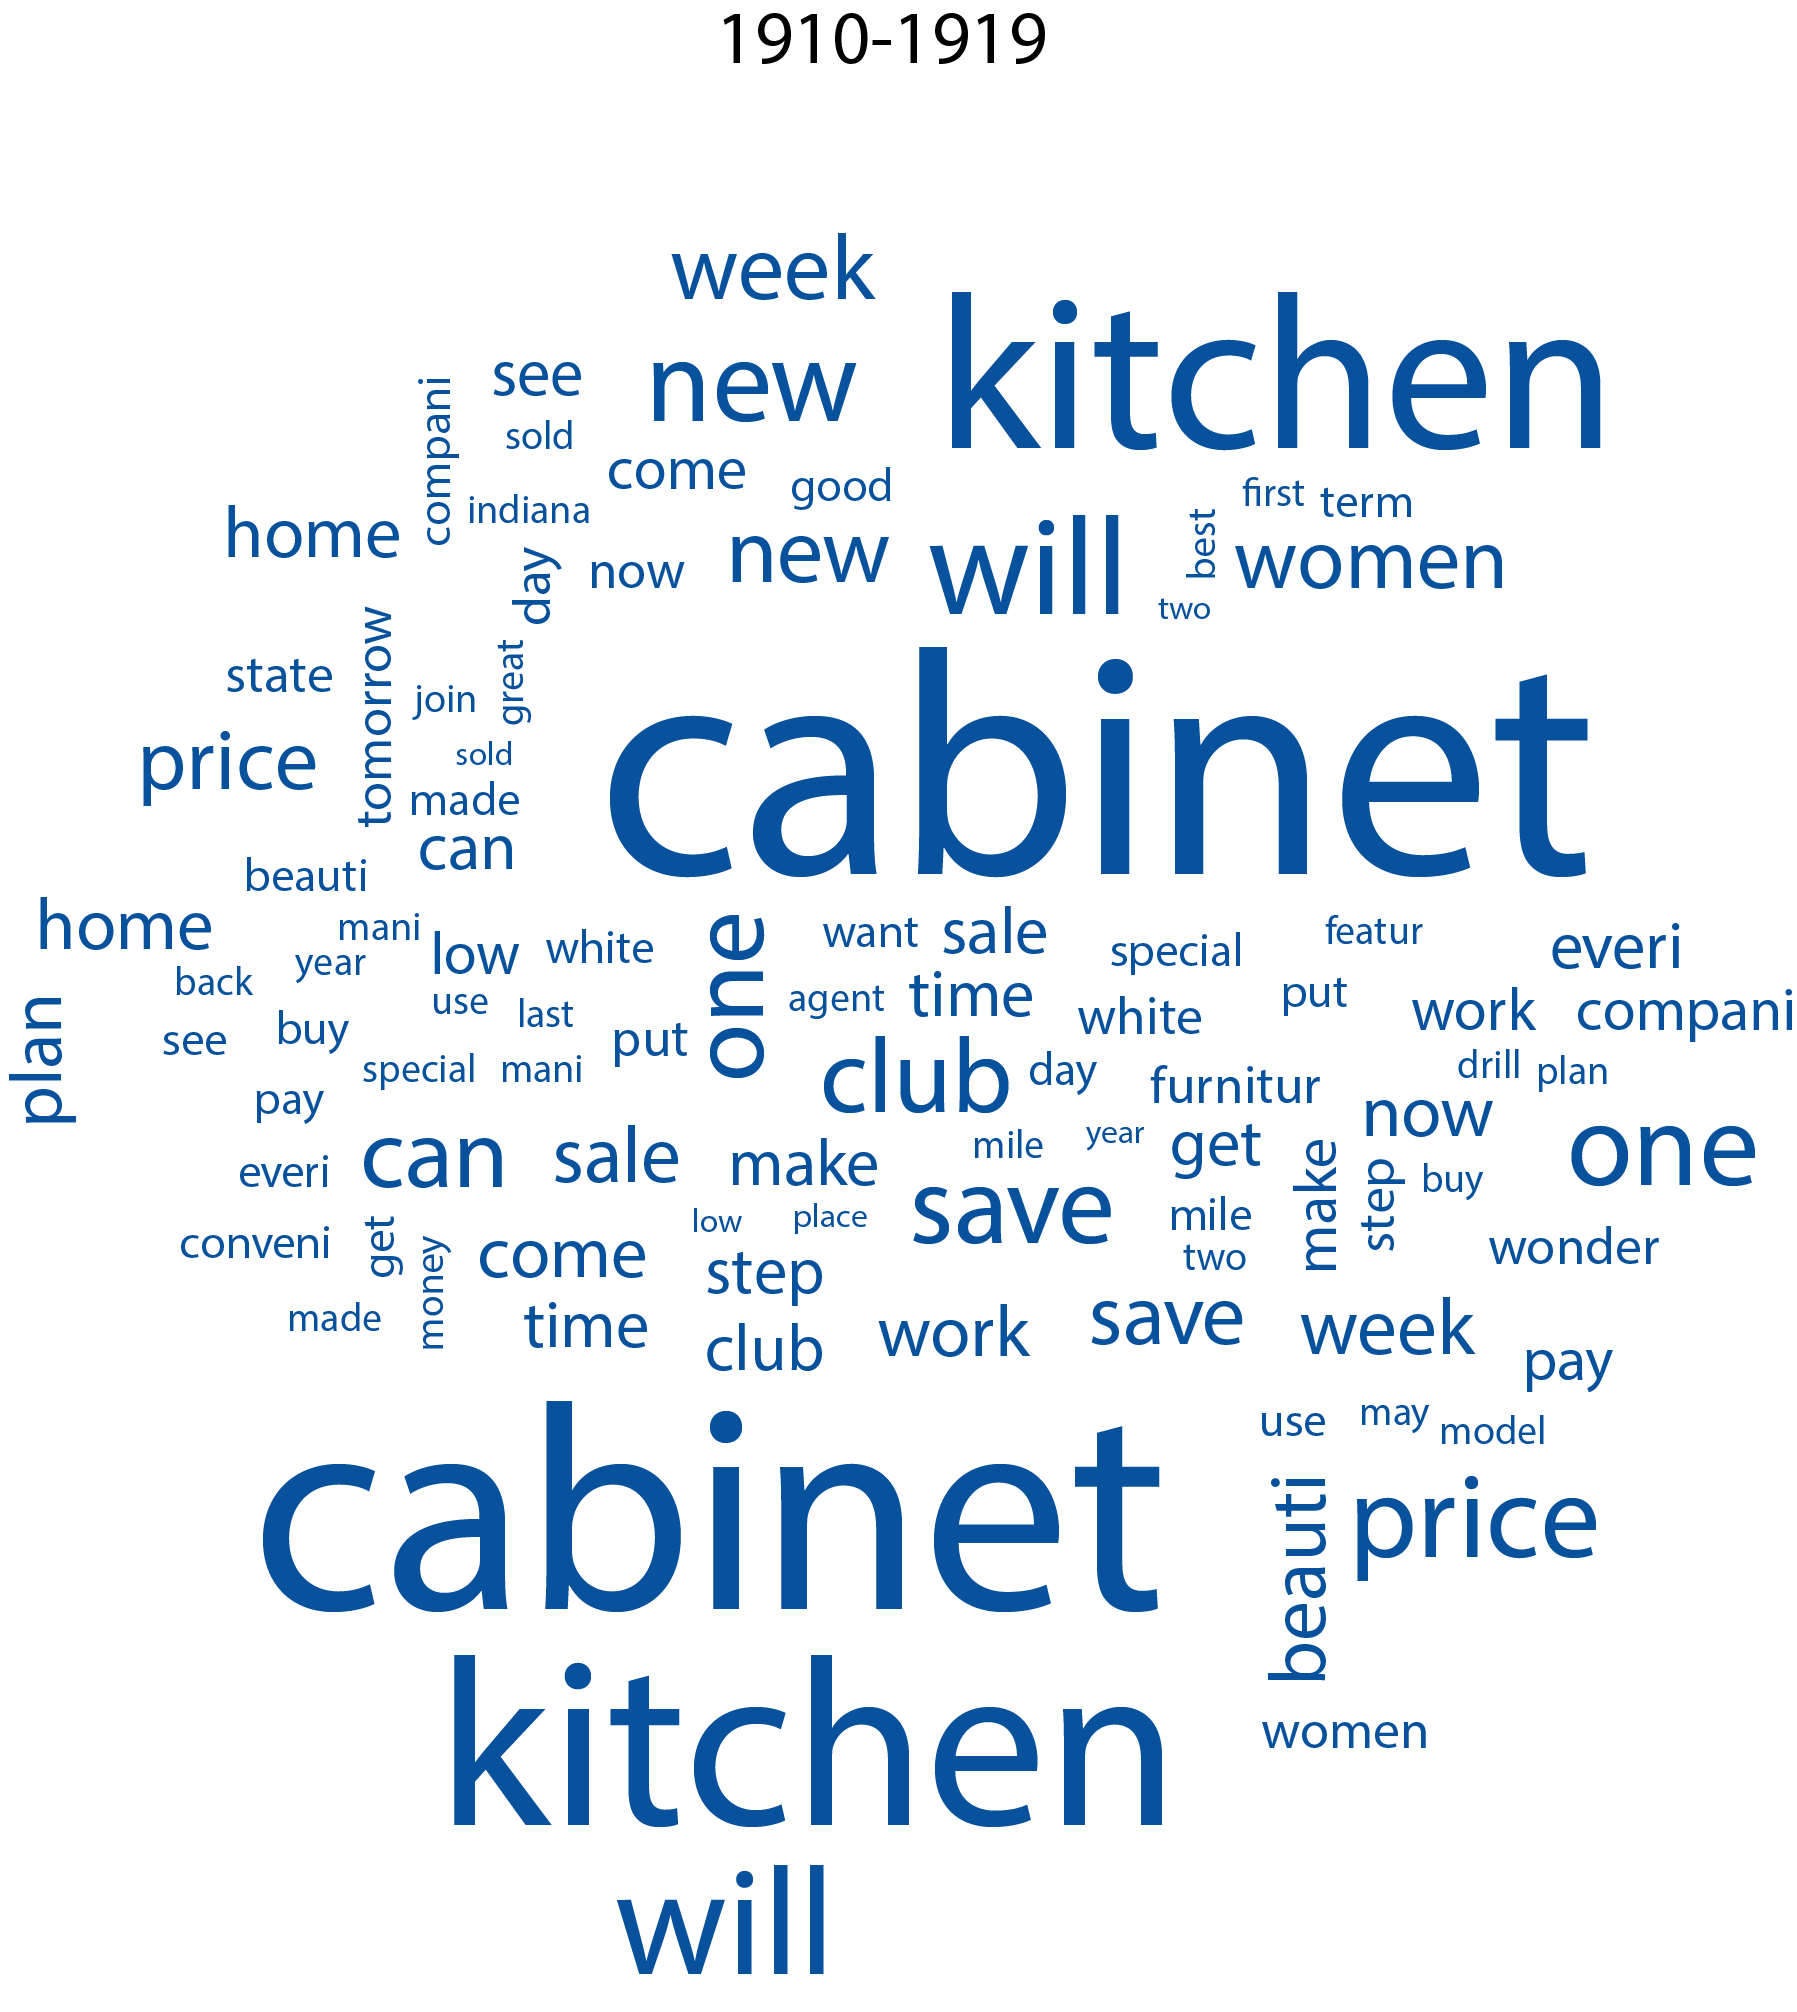 1910-1919
week
kitchen
see
new
compani
sold
come
good
first
term
indiana
home
new
will
best
women
now
day
two
tomorrow
great
state
join
cabinet
price
sold
made
can
beauti
home
mani
low
white
one
want
sale
special
featur
everi
year
back
use
last
agent
time
white
put
work
compani
plan
see
buy
put
club
day
furnitur
drill
plan
special
mani
pay
now
one
everi
can
sale
make
mile
year
get
make
step
buy
save
conveni
get
money
come
low
place
step
mile
two
wonder
made
time
club
work
save
week
pay
cabinet
use
may
model
beauti
price
kitchen
women
will